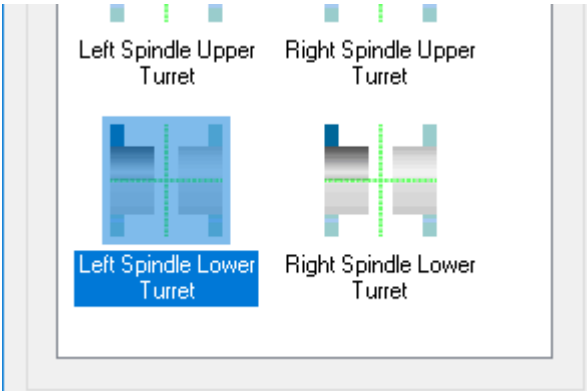 Left Spindle Upper Turret
Right Spindle Upper Turret
Left Spindle Lower Turret
Right Spindle Lower Turret